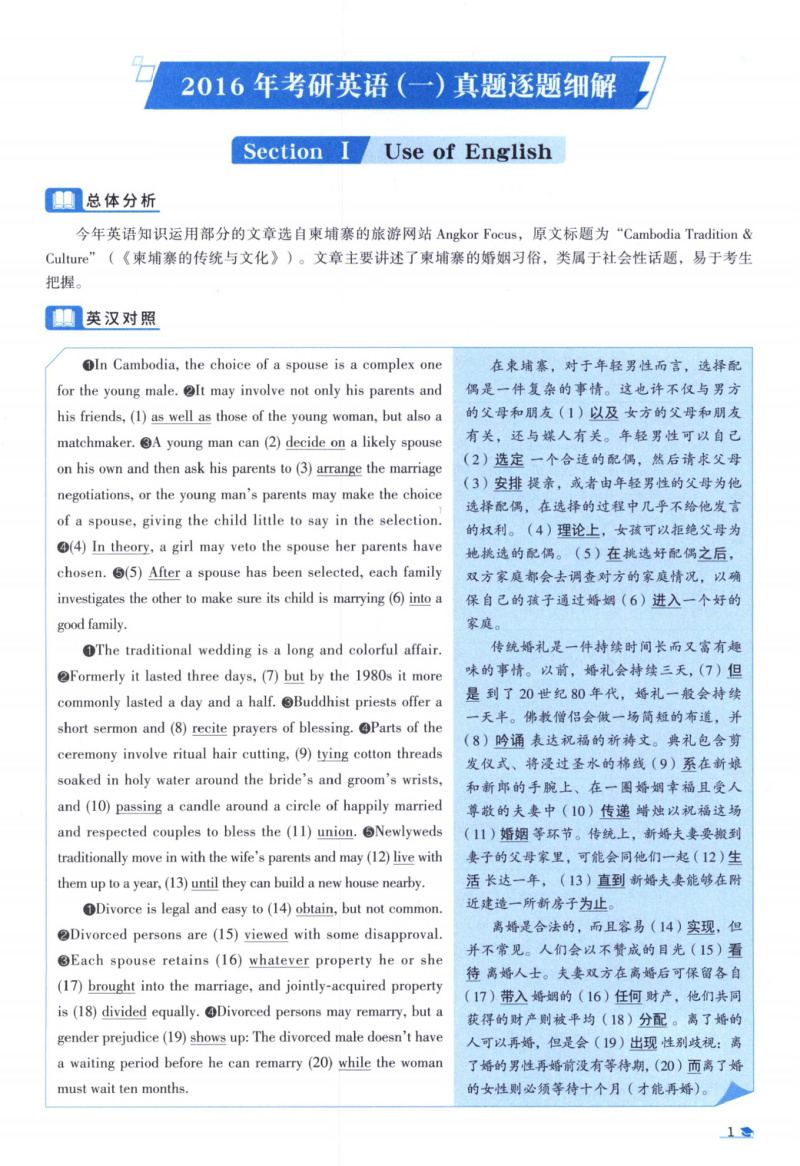 2016 年考研英语(一)真题逐题细解
Section Ⅰ Use of English
总体分析
今年英语知识运用部分的文章选自柬埔寨的旅游网站 Angkor Focus，原文标题为“Cambodia Tradition &
Culture”（《柬埔寨的传统与文化》）。文章主要讲述了柬埔寨的婚姻习俗，类属于社会性话题，易于考生
把握。
英汉对照
❶In Cambodia, the choice of a spouse is a complex one
for the young male. ❷It may involve not only his parents and
his friends, (1) as well as those of the young woman, but also a
matchmaker. ❸A young man can (2) decide on a likely spouse
on his own and then ask his parents to (3) arrange the marriage
negotiations, or the young man's parents may make the choice
of a spouse, giving the child little to say in the selection.
❹(4) In theory, a girl may veto the spouse her parents have
chosen. ❺(5) After a spouse has been selected, each family
investigates the other to make sure its child is marrying (6) into a
good family.
❶The traditional wedding is a long and colorful affair.
❷Formerly it lasted three days, (7) but by the 1980s it more
commonly lasted a day and a half. ❸Buddhist priests offer a
short sermon and (8) recite prayers of blessing. ❹Parts of the
ceremony involve ritual hair cutting, (9) tying cotton threads
soaked in holy water around the bride's and groom's wrists,
and (10) passing a candle around a circle of happily married
and respected couples to bless the (11) union. ❺Newlyweds
traditionally move in with the wife's parents and may (12) live with
them up to a year, (13) until they can build a new house nearby.
❶Divorce is legal and easy to (14) obtain, but not common.
❷Divorced persons are (15) viewed with some disapproval.
❸Each spouse retains (16) whatever property he or she
(17) brought into the marriage, and jointly-acquired property
is (18) divided equally. ❹Divorced persons may remarry, but a
gender prejudice (19) shows up: The divorced male doesn't have
a waiting period before he can remarry (20) while the woman
must wait ten months.
在柬埔寨，对于年轻男性而言，选择配
偶是一件复杂的事情。这也许不仅与男方
的父母和朋友（1）以及 女方的父母和朋友
有关，还与媒人有关。年轻男性可以自己
（2）选定 一个合适的配偶，然后请求父母
（3）安排 提亲，或者由年轻男性的父母为他
选择配偶，在选择的过程中几乎不给他发言
的权利。（4）理论上，女孩可以拒绝父母为
她挑选的配偶。（5）在挑选好配偶之后，
双方家庭都会去调查对方的家庭情况，以确
保自己的孩子通过婚姻（6）进入一个好的
家庭。
传统婚礼是一件持续时间长而又富有趣
味的事情。以前，婚礼会持续三天，（7）但
是 到了 20 世纪 80 年代，婚礼一般会持续
一天半。佛教僧侣会做一场简短的布道，并
（8）吟诵 表达祝福的祈祷文。典礼包含剪
发仪式、将浸过圣水的棉线（9）系在新娘
和新郎的手腕上、在一圈婚姻幸福且受人
尊敬的夫妻中（10）传递 蜡烛以祝福这场
（11）婚姻 等环节。传统上，新婚夫妻要搬到
妻子的父母家里，可能会同他们一起（12）生
活 长达一年，（13）直到 新婚夫妻能够在附
近建造一所新房子为止。
离婚是合法的，而且容易（14）实现，但
并不常见。人们会以不赞成的目光（15）看
待 离婚人士。夫妻双方在离婚后可保留各自
（17）带入 婚姻的（16）任何 财产，他们共同
获得的财产则被平均（18）分配 。离了婚的
人可以再婚，但是会（19）出现 性别歧视：离
了婚的男性再婚前没有等待期，（20）而离了婚
的女性则必须等待十个月（才能再婚）。
1